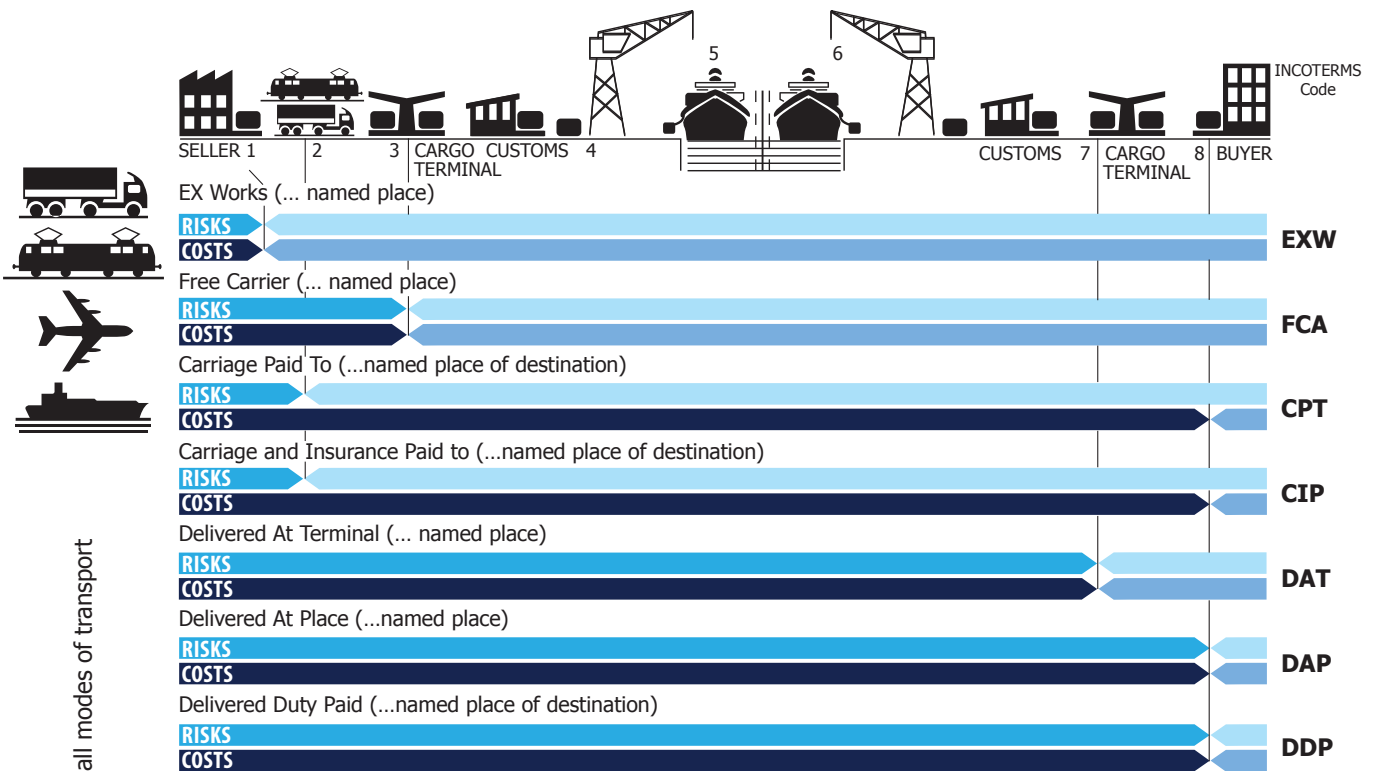 5
6
INCOTERMS
Code
SELLER 1
2
3
CARGO
TERMINAL
CUSTOMS
4
CUSTOMS
7
CARGO
TERMINAL
8
BUYER
EX Works (... named place)
RISKS
COSTS
EXW
Free Carrier (... named place)
RISKS
COSTS
FCA
Carriage Paid To (...named place of destination)
RISKS
COSTS
CPT
Carriage and Insurance Paid to (...named place of destination)
RISKS
COSTS
CIP
Delivered At Terminal (... named place)
RISKS
COSTS
DAT
Delivered At Place (...named place)
RISKS
COSTS
DAP
Delivered Duty Paid (...named place of destination)
RISKS
COSTS
DDP
all modes of transport